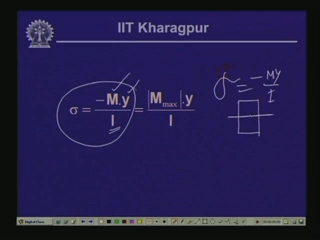 IIT Kharagpur
σ = -M.y / I = |Mmax|.y / I
σ = -My / I